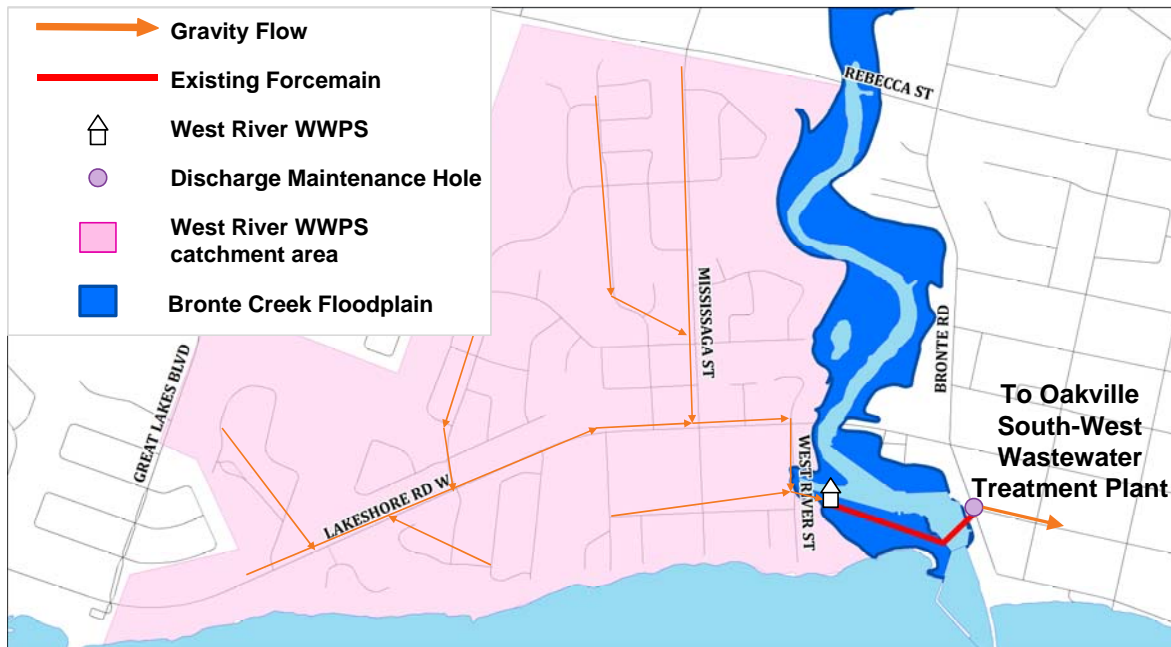 Gravity Flow
Existing Forcemain
West River WWPS
Discharge Maintenance Hole
West River WWPS
catchment area
Bronte Creek Floodplain
REBECCA ST
MISSISSAGA ST
BRONTE RD
GREAT LAKES BLVD
LAKESHORE RD W
WEST RIVER ST
To Oakville
South-West
Wastewater
Treatment Plant